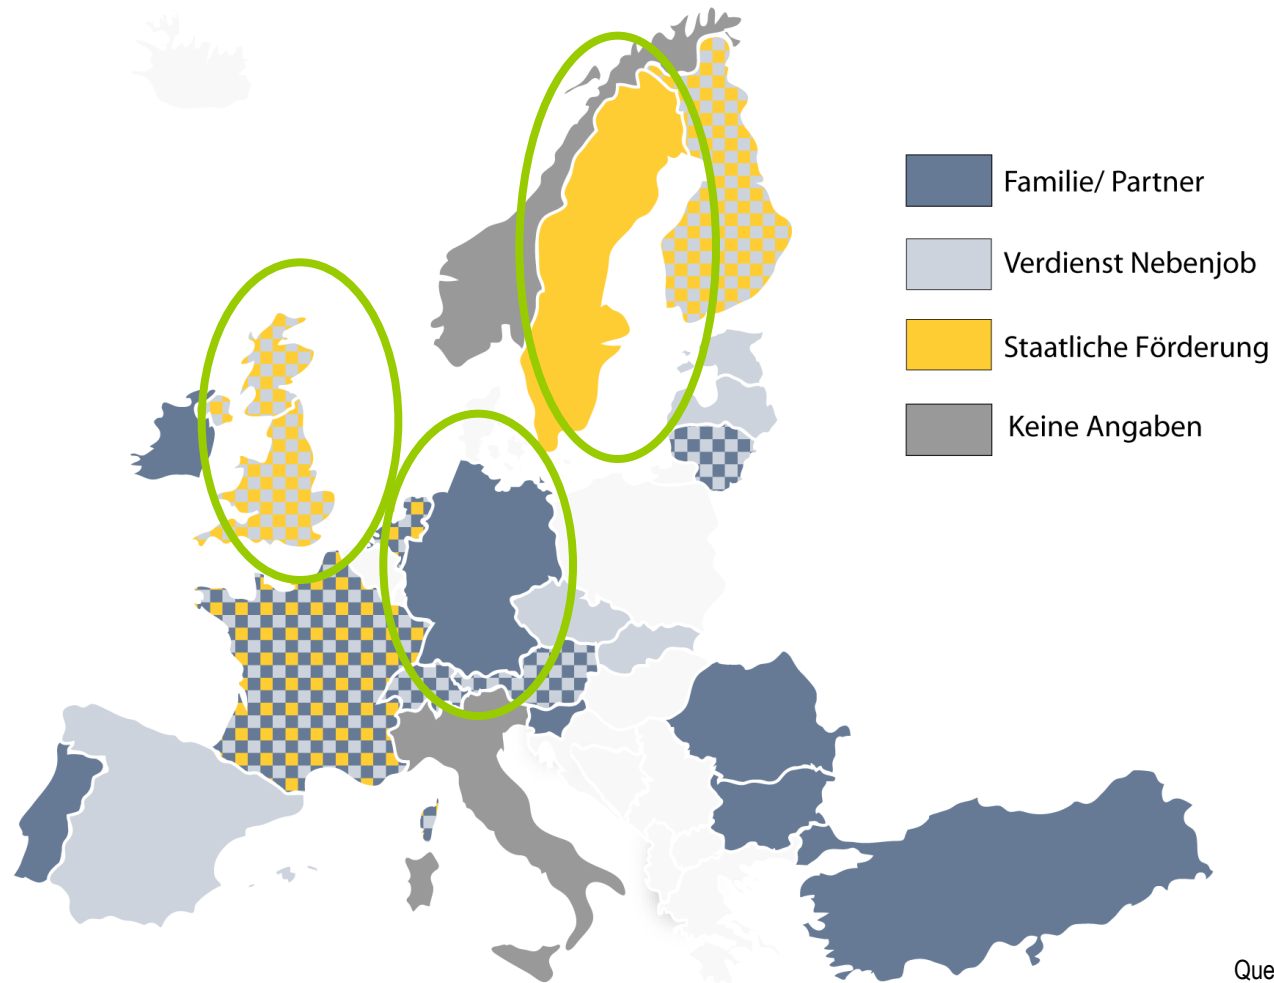 Familie/ Partner
Verdienst Nebenjob
Staatliche Förderung
Keine Angaben
Que